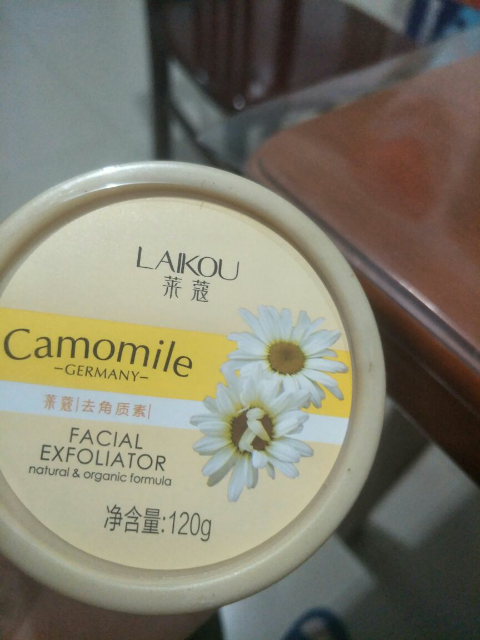 LAIKOU
莱蔻
Camomile
-GERMANY-
莱蔻|去角质素|
FACIAL
EXFOLIATOR
natural & organic formula
净含量:120g